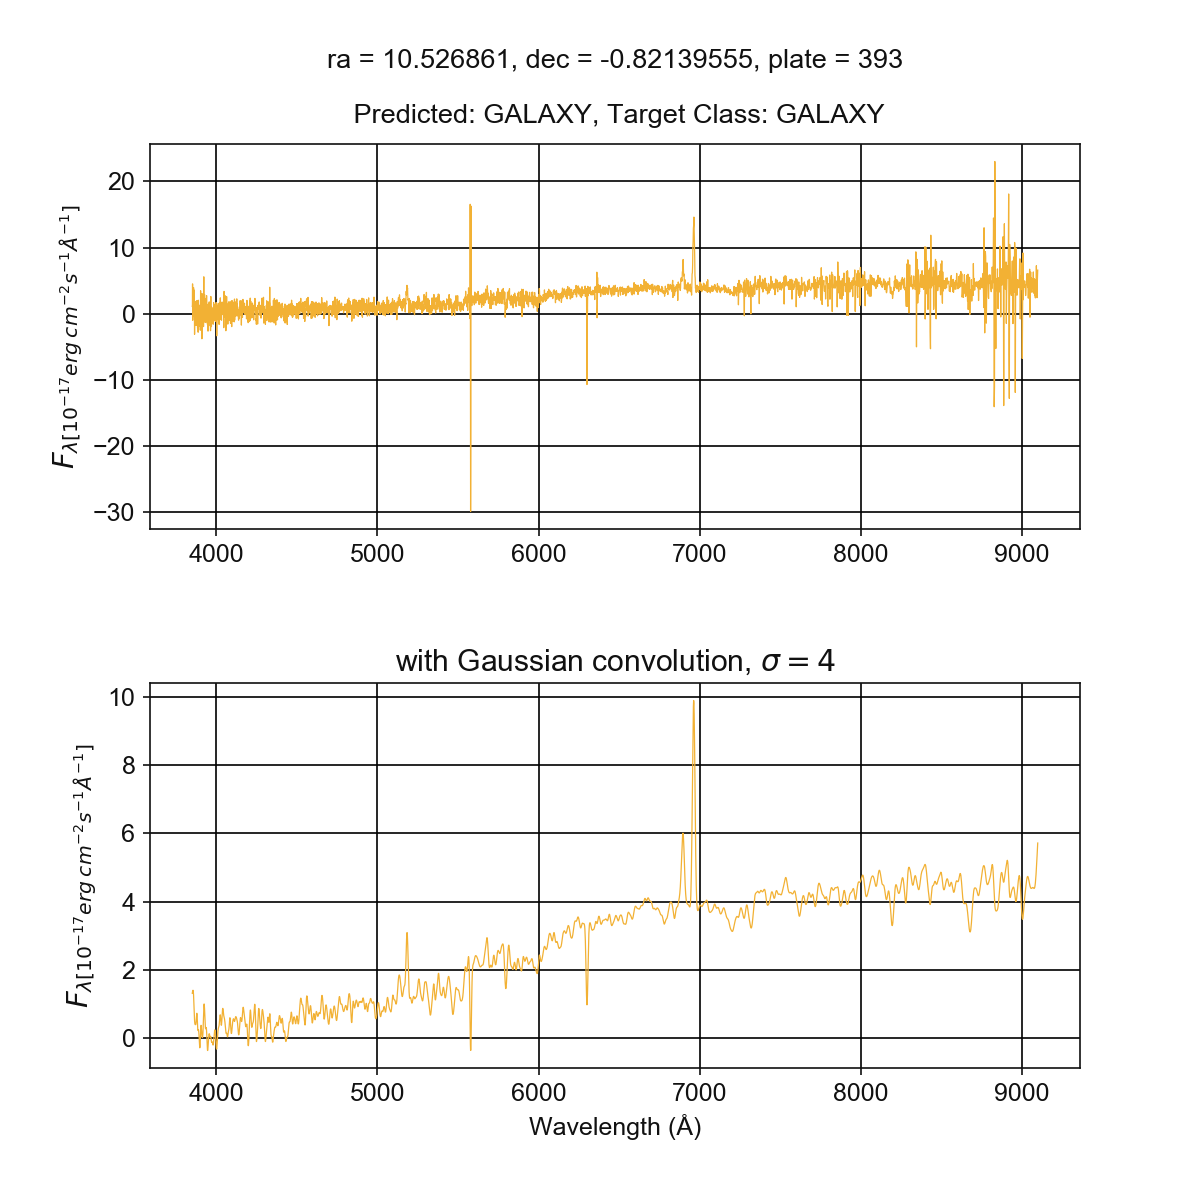 ra = 10.526861, dec = -0.82139555, plate = 393
Predicted: GALAXY, Target Class: GALAXY
20
10
0
−10
−20
−30
F_λ[10^−17 erg cm^−2 s^−1 Å^−1]
4000 5000 6000 7000 8000 9000
with Gaussian convolution, σ = 4
10
8
6
4
2
0
F_λ[10^−17 erg cm^−2 s^−1 Å^−1]
4000 5000 6000 7000 8000 9000
Wavelength (Å)